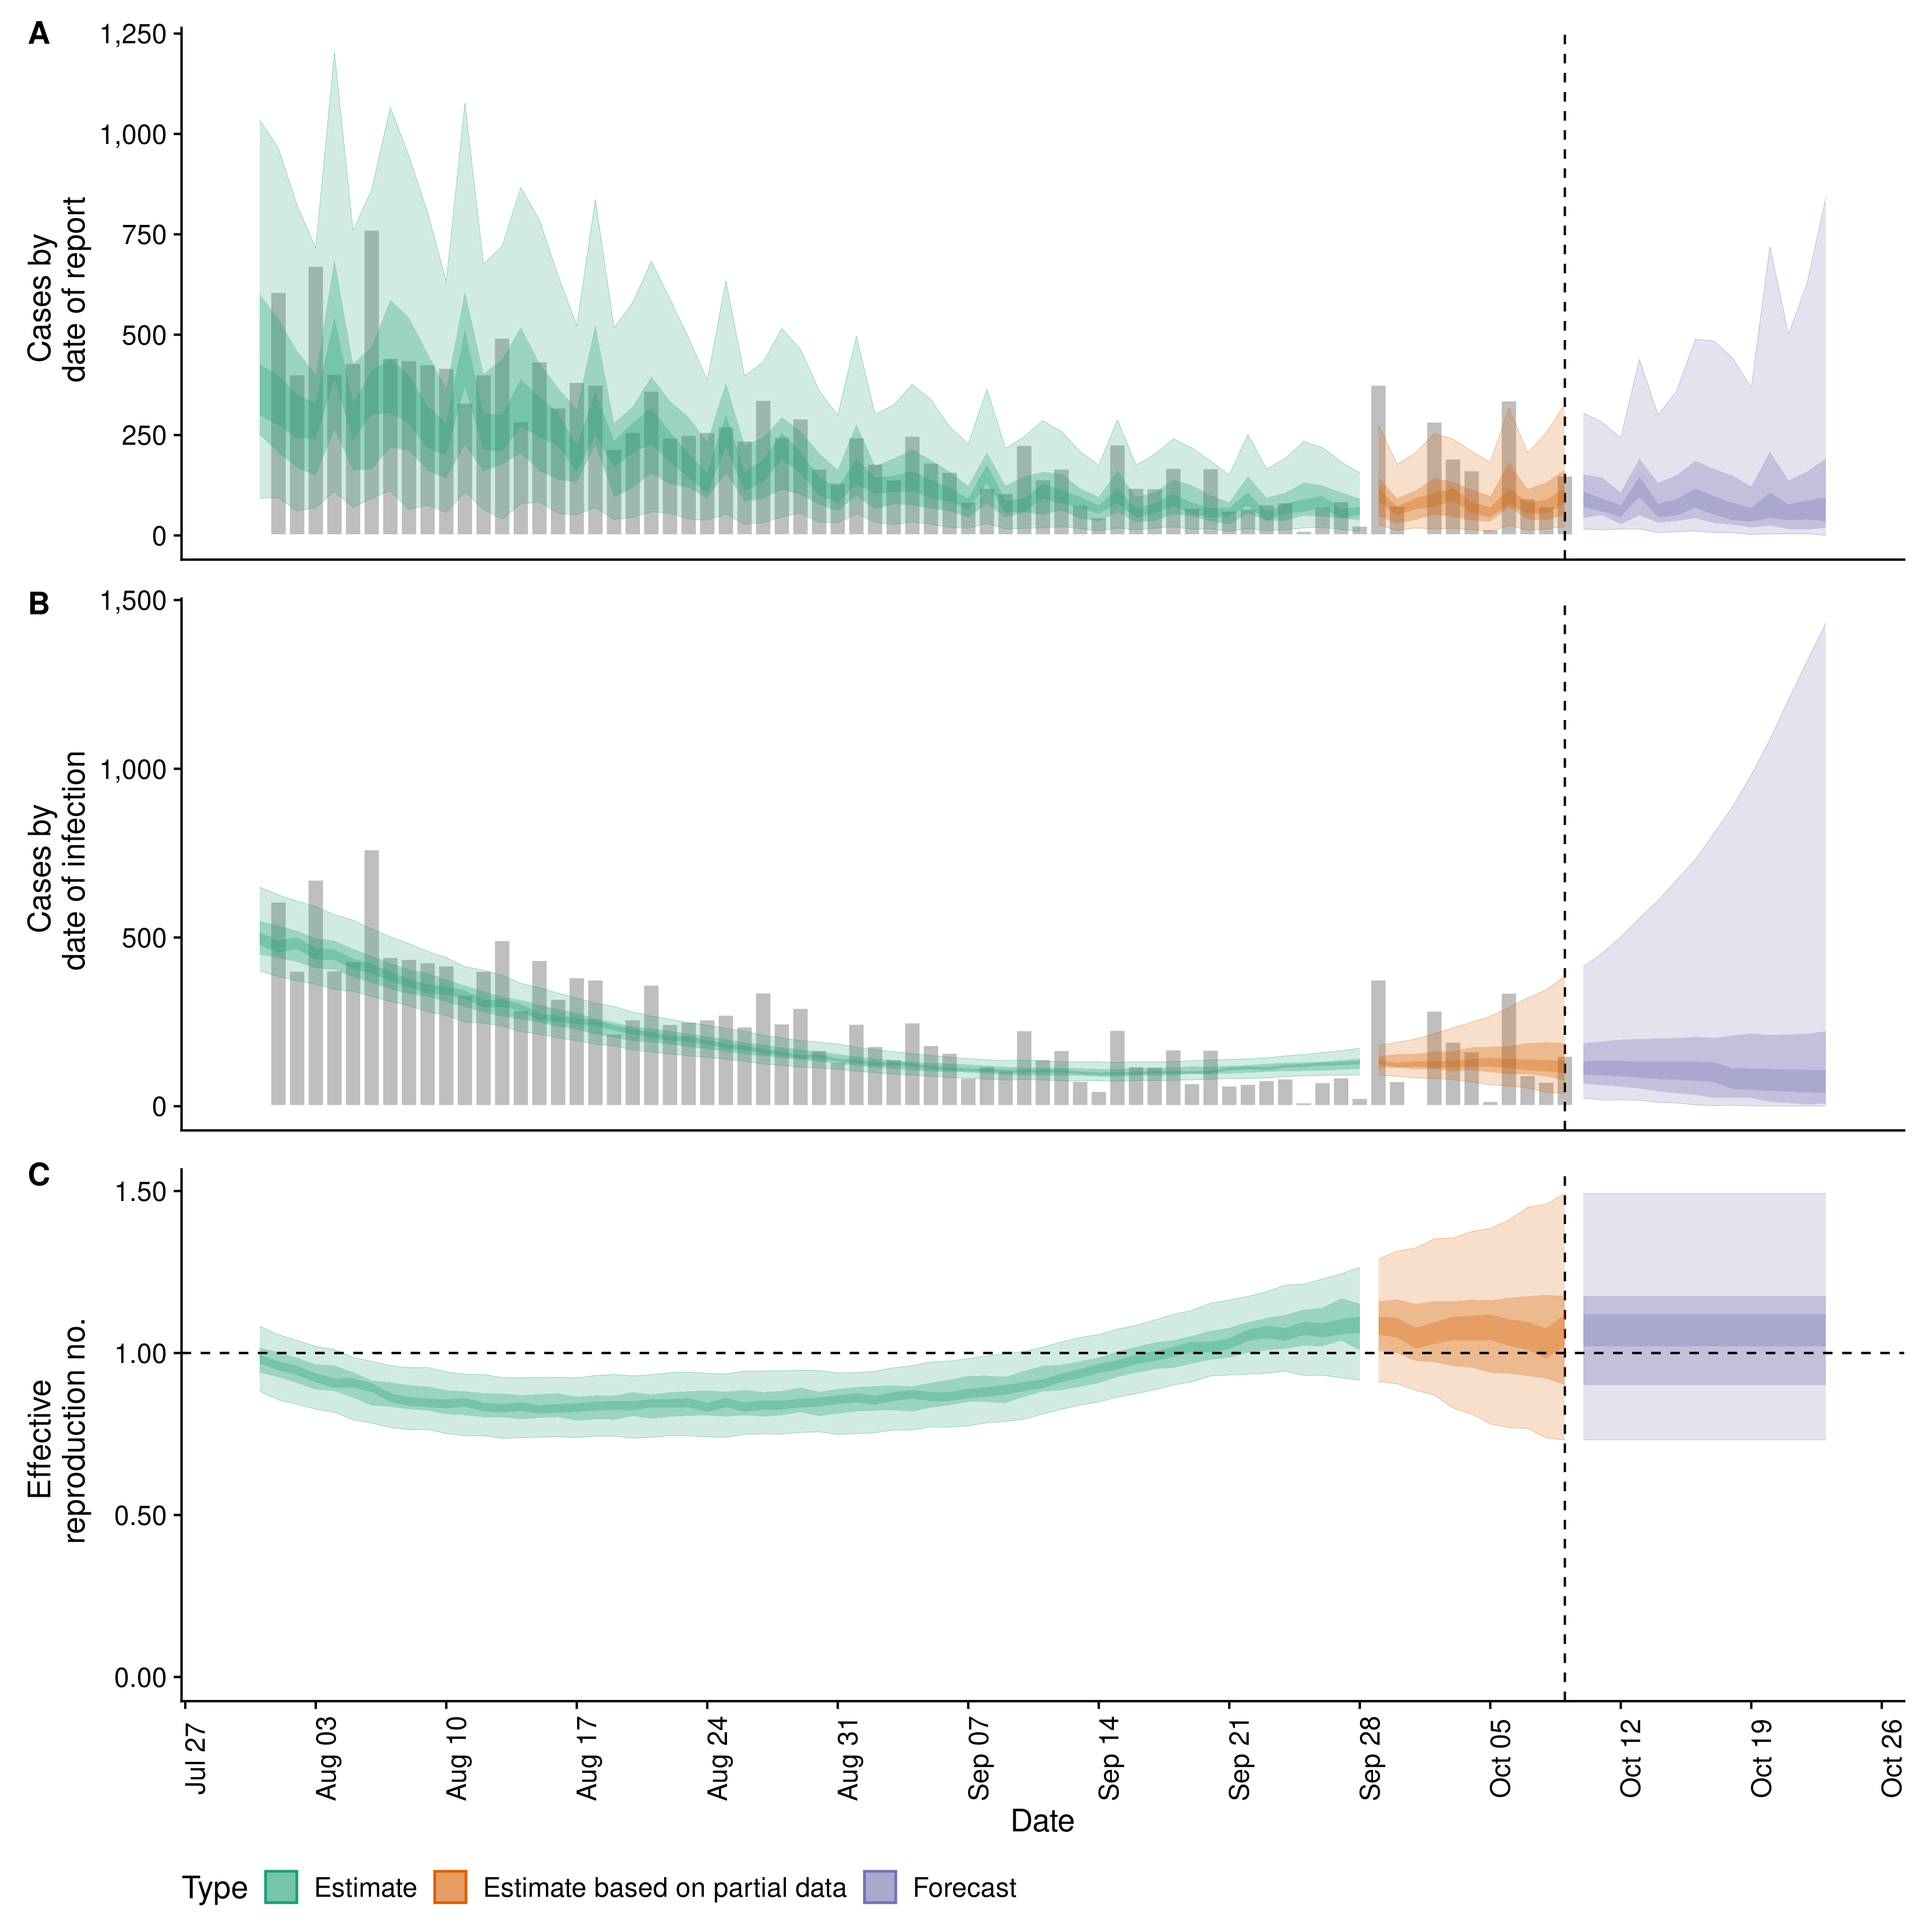 A
1,250
1,000
750
500
250
0
Cases by
date of report
B
1,500
1,000
500
0
Cases by
date of infection
C
1.50
1.00
0.50
0.00
Effective
reproduction no.
Jul 27
Aug 03
Aug 10
Aug 17
Aug 24
Aug 31
Sep 07
Sep 14
Sep 21
Sep 28
Oct 05
Oct 12
Oct 19
Oct 26
Date
Type Estimate Estimate based on partial data Forecast